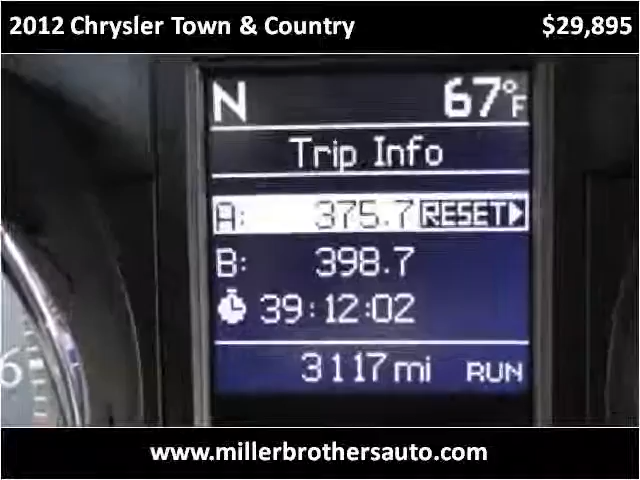 2012 Chrysler Town & Country $29,895
N 67°F
Trip Info
A: 375.7 RESET
B: 398.7
39:12:02
3117 mi RUN
6
www.millerbrothersauto.com